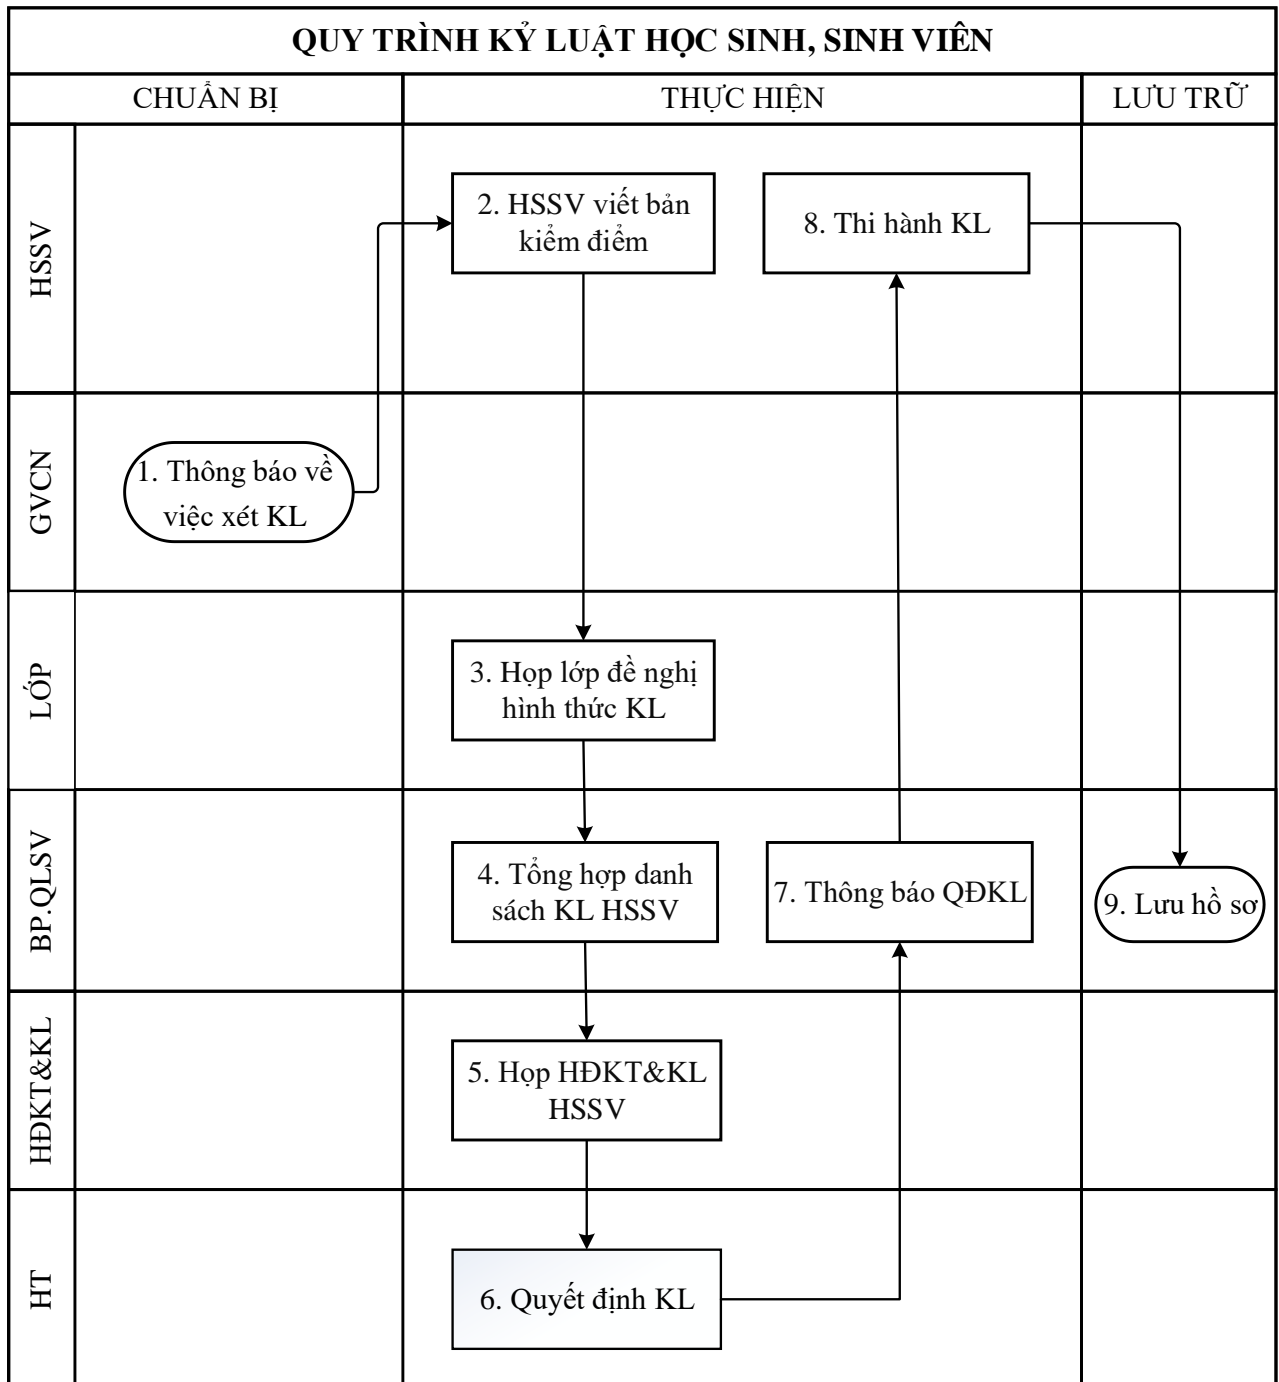 QUY TRÌNH KỶ LUẬT HỌC SINH, SINH VIÊN
CHUẨN BỊ
THỰC HIỆN
LƯU TRỮ
HSSV
2. HSSV viết bản
kiểm điểm
8. Thi hành KL
GVCN
1. Thông báo về
việc xét KL
LỚP
3. Họp lớp đề nghị
hình thức KL
BP.QLSV
4. Tổng hợp danh
sách KL HSSV
7. Thông báo QĐKL
9. Lưu hồ sơ
HĐKT&KL
5. Họp HĐKT&KL
HSSV
HT
6. Quyết định KL